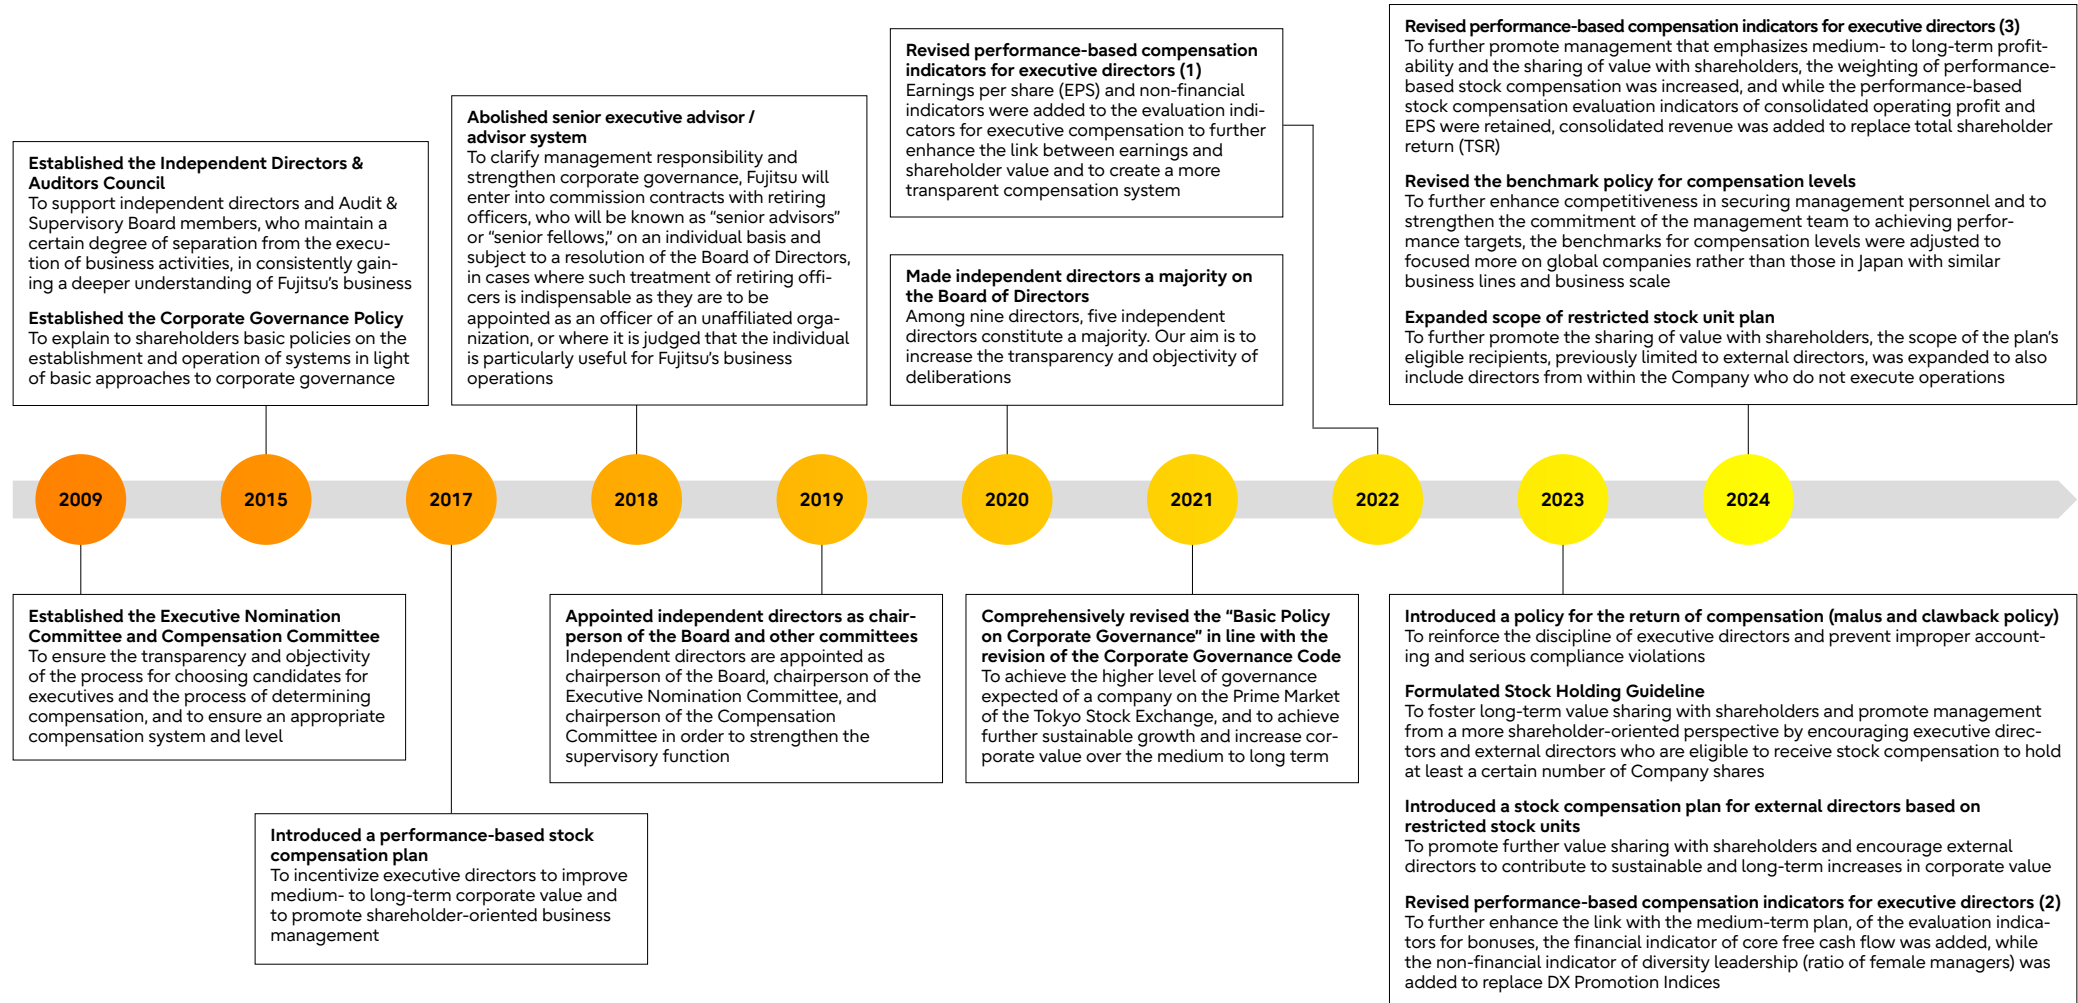 Established the Independent Directors &
Auditors Council
To support independent directors and Audit &
Supervisory Board members, who maintain a
certain degree of separation from the execu-
tion of business activities, in consistently gain-
ing a deeper understanding of Fujitsu's business
Established the Corporate Governance Policy
To explain to shareholders basic policies on the
establishment and operation of systems in light
of basic approaches to corporate governance
Abolished senior executive advisor /
advisor system
To clarify management responsibility and
strengthen corporate governance, Fujitsu will
enter into commission contracts with retiring
officers, who will be known as “senior advisors”
or “senior fellows,” on an individual basis and
subject to a resolution of the Board of Directors,
in cases where such treatment of retiring offi-
cers is indispensable as they are to be
appointed as an officer of an unaffiliated orga-
nization, or where it is judged that the individual
is particularly useful for Fujitsu's business
operations
Revised performance-based compensation
indicators for executive directors (1)
Earnings per share (EPS) and non-financial
indicators were added to the evaluation indi-
cators for executive compensation to further
enhance the link between earnings and
shareholder value and to create a more
transparent compensation system
Made independent directors a majority on
the Board of Directors
Among nine directors, five independent
directors constitute a majority. Our aim is to
increase the transparency and objectivity of
deliberations
Revised performance-based compensation indicators for executive directors (3)
To further promote management that emphasizes medium- to long-term profit-
ability and the sharing of value with shareholders, the weighting of performance-
based stock compensation was increased, and while the performance-based
stock compensation evaluation indicators of consolidated operating profit and
EPS were retained, consolidated revenue was added to replace total shareholder
return (TSR)
Revised the benchmark policy for compensation levels
To further enhance competitiveness in securing management personnel and to
strengthen the commitment of the management team to achieving perfor-
mance targets, the benchmarks for compensation levels were adjusted to
focused more on global companies rather than those in Japan with similar
business lines and business scale
Expanded scope of restricted stock unit plan
To further promote the sharing of value with shareholders, the scope of the plan's
eligible recipients, previously limited to external directors, was expanded to also
include directors from within the Company who do not execute operations
2009
2015
2017
2018
2019
2020
2021
2022
2023
2024
Established the Executive Nomination
Committee and Compensation Committee
To ensure the transparency and objectivity
of the process for choosing candidates for
executives and the process of determining
compensation, and to ensure an appropriate
compensation system and level
Introduced a performance-based stock
compensation plan
To incentivize executive directors to improve
medium- to long-term corporate value and
to promote shareholder-oriented business
management
Appointed independent directors as chair-
person of the Board and other committees
Independent directors are appointed as
chairperson of the Board, chairperson of the
Executive Nomination Committee, and
chairperson of the Compensation
Committee in order to strengthen the
supervisory function
Comprehensively revised the “Basic Policy
on Corporate Governance” in line with the
revision of the Corporate Governance Code
To achieve the higher level of governance
expected of a company on the Prime Market
of the Tokyo Stock Exchange, and to achieve
further sustainable growth and increase cor-
porate value over the medium to long term
Introduced a policy for the return of compensation (malus and clawback policy)
To reinforce the discipline of executive directors and prevent improper account-
ing and serious compliance violations
Formulated Stock Holding Guideline
To foster long-term value sharing with shareholders and promote management
from a more shareholder-oriented perspective by encouraging executive direc-
tors and external directors who are eligible to receive stock compensation to hold
at least a certain number of Company shares
Introduced a stock compensation plan for external directors based on
restricted stock units
To promote further value sharing with shareholders and encourage external
directors to contribute to sustainable and long-term increases in corporate value
Revised performance-based compensation indicators for executive directors (2)
To further enhance the link with the medium-term plan, of the evaluation indica-
tors for bonuses, the financial indicator of core free cash flow was added, while
the non-financial indicator of diversity leadership (ratio of female managers) was
added to replace DX Promotion Indices